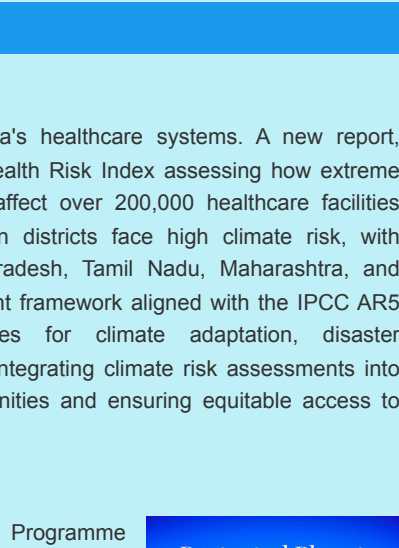 a's healthcare systems. A new report,
ealth Risk Index assessing how extreme
affect over 200,000 healthcare facilities
n districts face high climate risk, with
radesh, Tamil Nadu, Maharashtra, and
nt framework aligned with the IPCC AR5
es for climate adaptation, disaster
ntegrating climate risk assessments into
nities and ensuring equitable access to
Programme